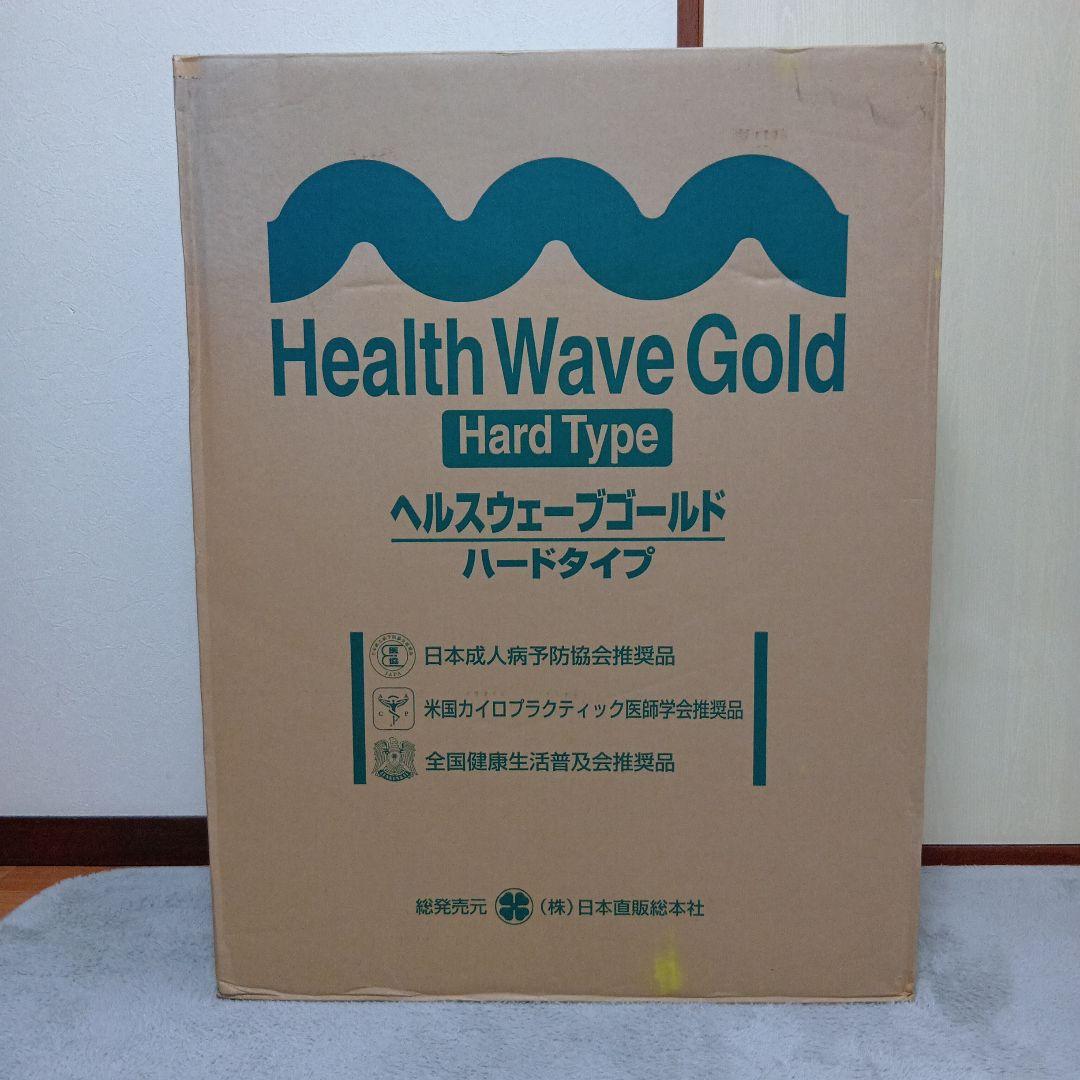 Health Wave Gold
Hard Type
ヘルスウェーブゴールド
ハードタイプ
日本成人病予防協会推奨品
米国カイロプラクティック医師学会推奨品
全国健康生活普及会推奨品
総発売元 (株)日本直販総本社